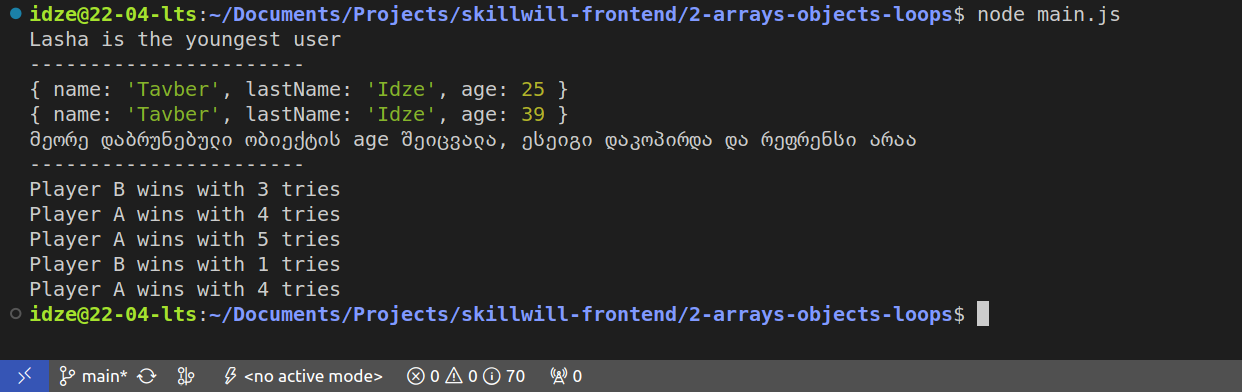 idze@22-04-lts:~/Documents/Projects/skillwill-frontend/2-arrays-objects-loops$ node main.js
Lasha is the youngest user
-----------------------
{ name: 'Tavber', lastName: 'Idze', age: 25 }
{ name: 'Tavber', lastName: 'Idze', age: 39 }
მეორე დაბრუნებული ობიექტის age შეიცვალა, ესეიგი დაკოპირდა და რეფრენსი არაა
-----------------------
Player B wins with 3 tries
Player A wins with 4 tries
Player A wins with 5 tries
Player B wins with 1 tries
Player A wins with 4 tries
idze@22-04-lts:~/Documents/Projects/skillwill-frontend/2-arrays-objects-loops$
main* <no active mode> 0 0 70 0